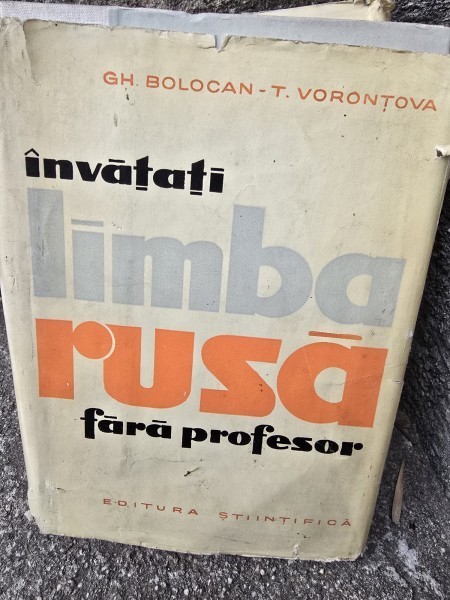 GH. BOLOCAN - T. VORONȚOVA
învățați
limba
rusă
fără profesor
EDITURA ȘTIINȚIFICĂ